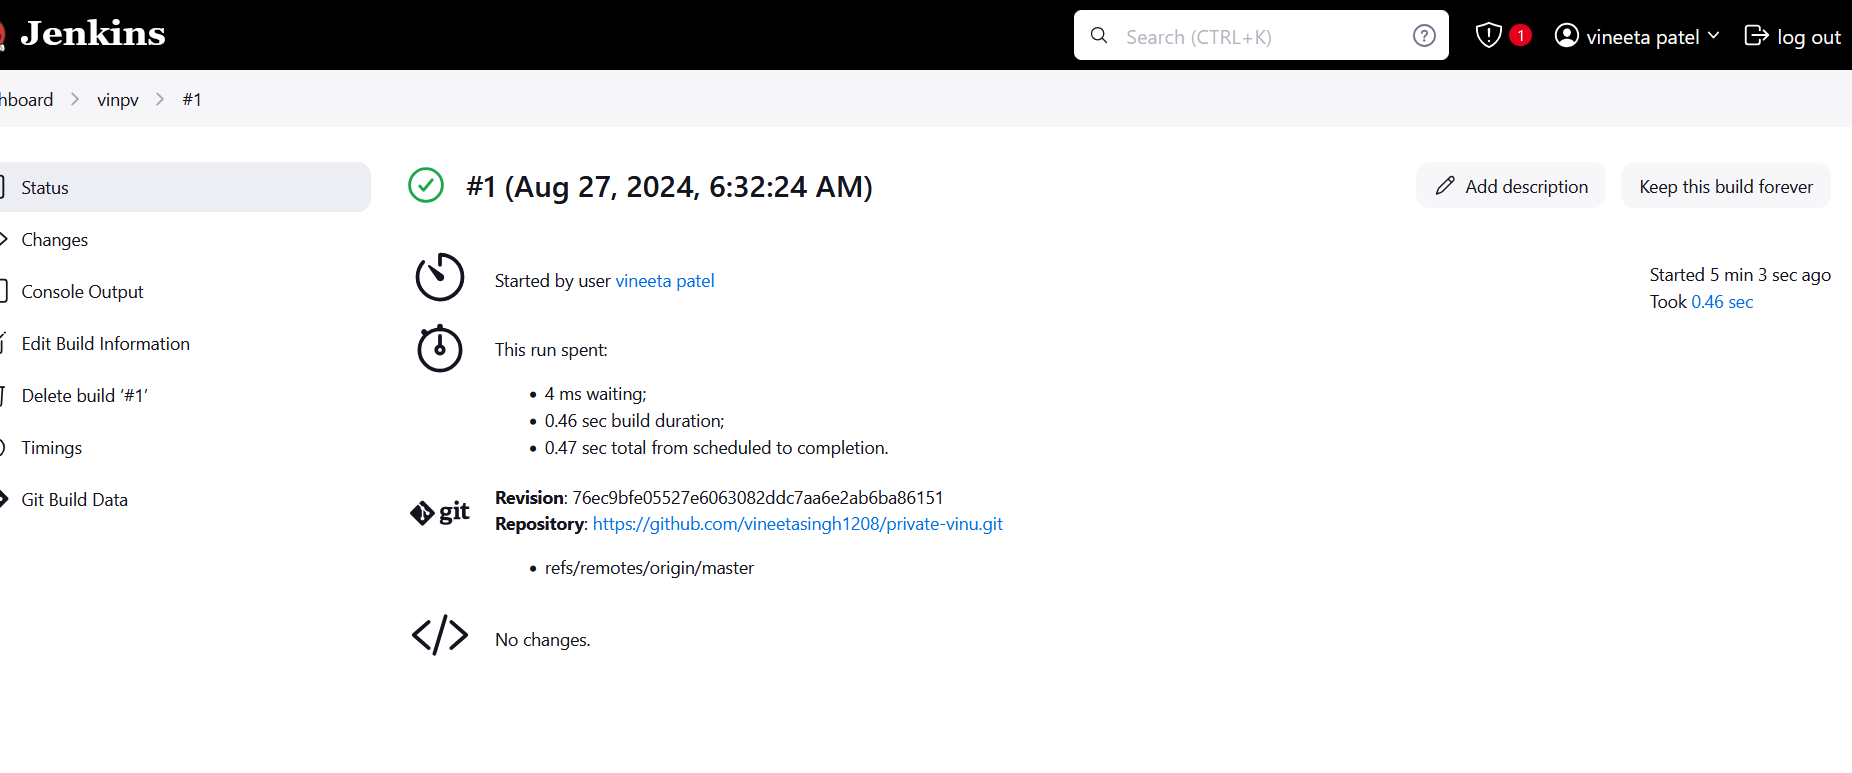 Jenkins
Search (CTRL+K)
1
vineeta patel
log out
hboard
vinpv
#1
Status
Changes
Console Output
Edit Build Information
Delete build ‘#1’
Timings
Git Build Data
#1 (Aug 27, 2024, 6:32:24 AM)
Add description
Keep this build forever
Started by user vineeta patel
Started 5 min 3 sec ago
Took 0.46 sec
This run spent:
4 ms waiting;
0.46 sec build duration;
0.47 sec total from scheduled to completion.
git
Revision: 76ec9bfe05527e6063082ddc7aa6e2ab6ba86151
Repository: https://github.com/vineetasingh1208/private-vinu.git
refs/remotes/origin/master
No changes.